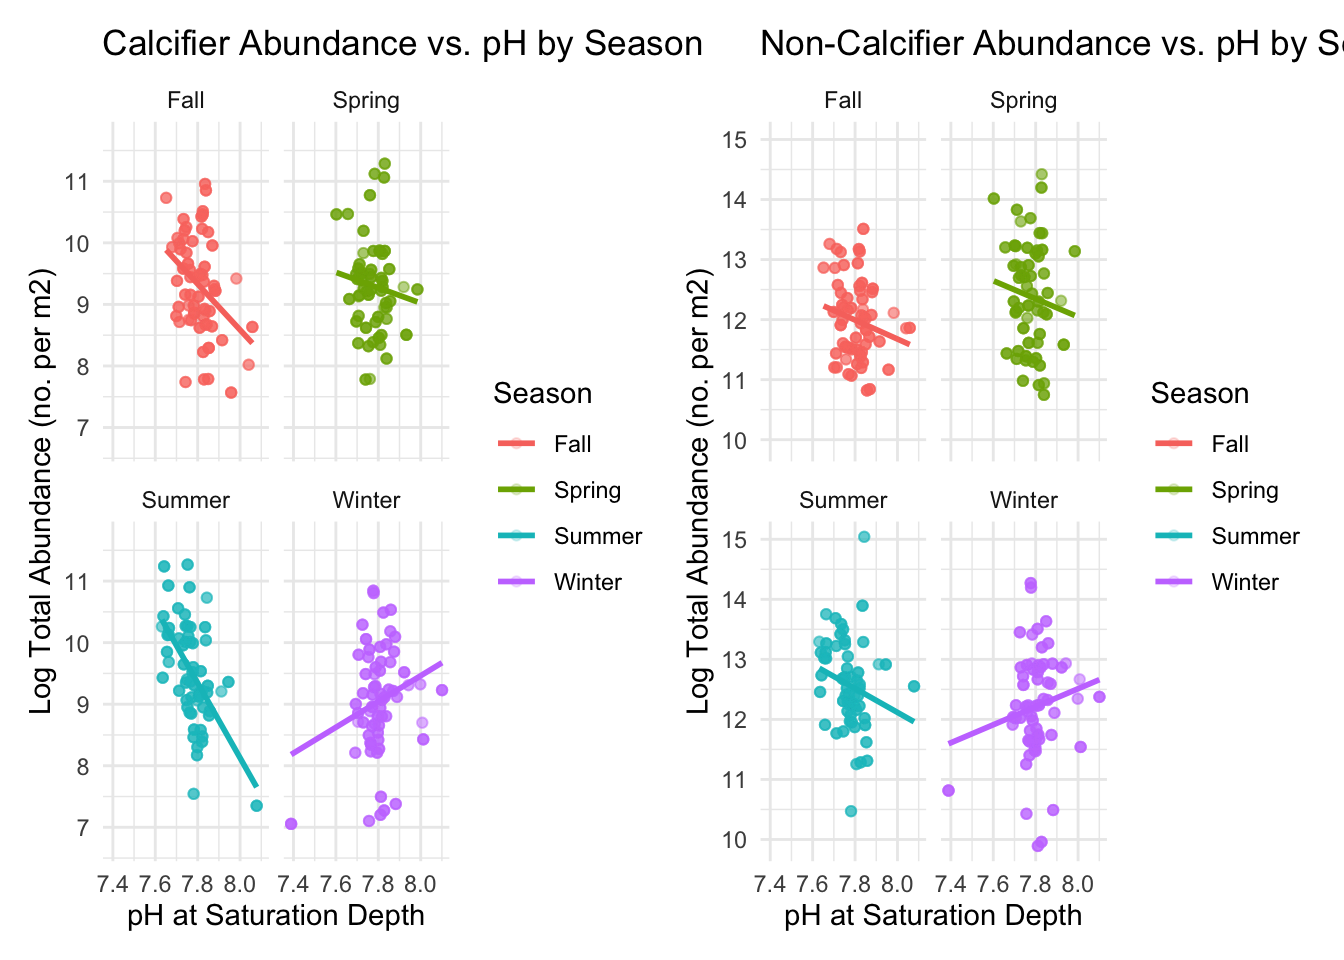 Calcifier Abundance vs. pH by Season
Fall Spring
11
10
9
8
7
Summer Winter
11
10
9
8
7
7.4 7.6 7.8 8.0 7.4 7.6 7.8 8.0
pH at Saturation Depth
Log Total Abundance (no. per m2)
Season
Fall
Spring
Summer
Winter
Non-Calcifier Abundance vs. pH by Se
Fall Spring
15
14
13
12
11
10
Summer Winter
15
14
13
12
11
10
7.4 7.6 7.8 8.0 7.4 7.6 7.8 8.0
pH at Saturation Depth
Log Total Abundance (no. per m2)
Season
Fall
Spring
Summer
Winter